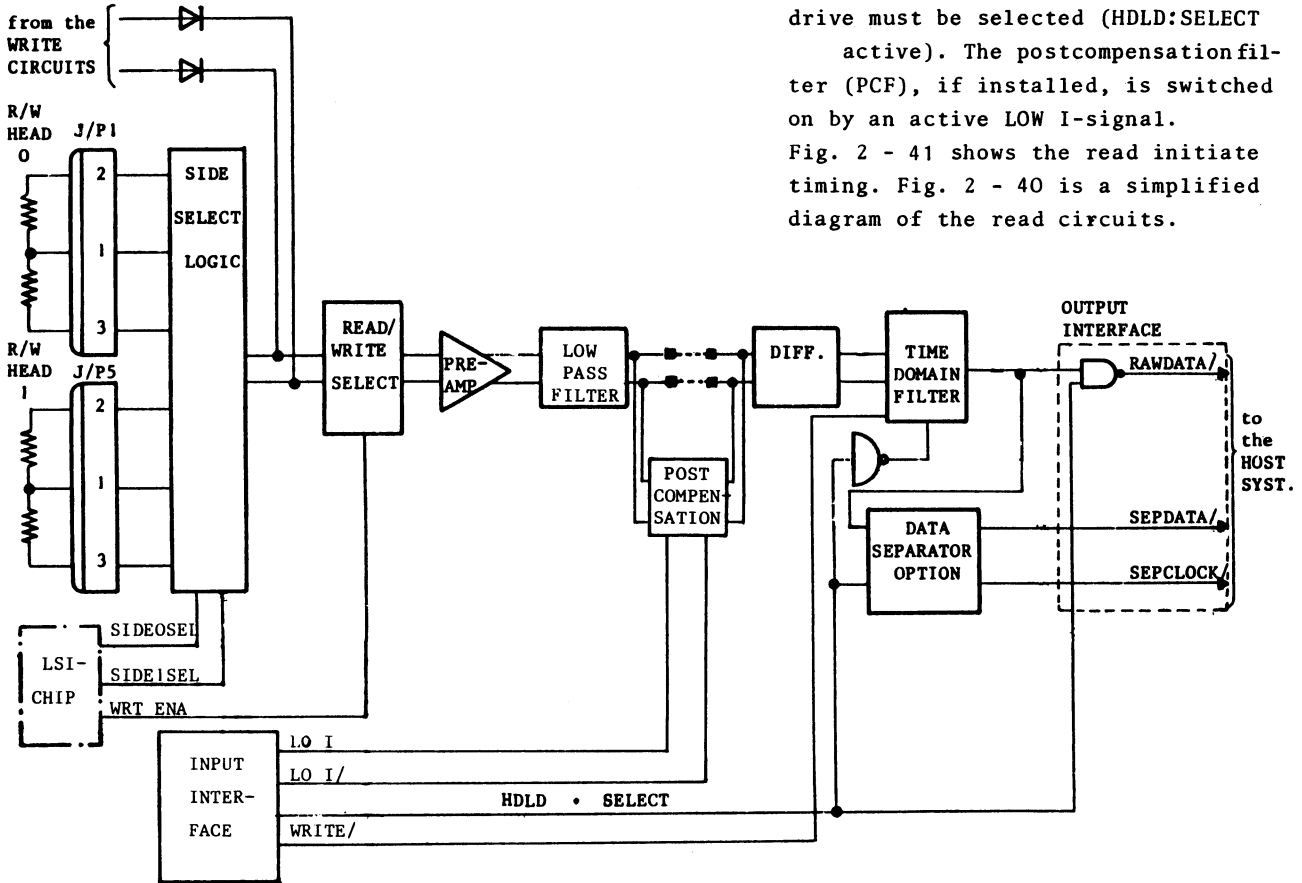 from the
WRITE
CIRCUITS
drive must be selected (HDLD:SELECT
active). The postcompensation fil-
ter (PCF), if installed, is switched
on by an active LOW I-signal.
Fig. 2 - 41 shows the read initiate
timing. Fig. 2 - 40 is a simplified
diagram of the read circuits.
R/W
HEAD
0
J/P1
2
1
3
SIDE
SELECT
LOGIC
R/W
HEAD
1
J/P5
2
1
3
READ/
WRITE
SELECT
PRE-
AMP
LOW
PASS
FILTER
POST
COMPEN-
SATION
DIFF.
TIME
DOMAIN
FILTER
DATA
SEPARATOR
OPTION
OUTPUT
INTERFACE
RAWDATA/
SEPDATA/
SEPCLOCK/
to
the
HOST
SYST.
LSI-
CHIP
SIDE0SEL
SIDE1SEL
WRT ENA
INPUT
INTER-
FACE
LO I
LO I/
HDLD • SELECT
WRITE/